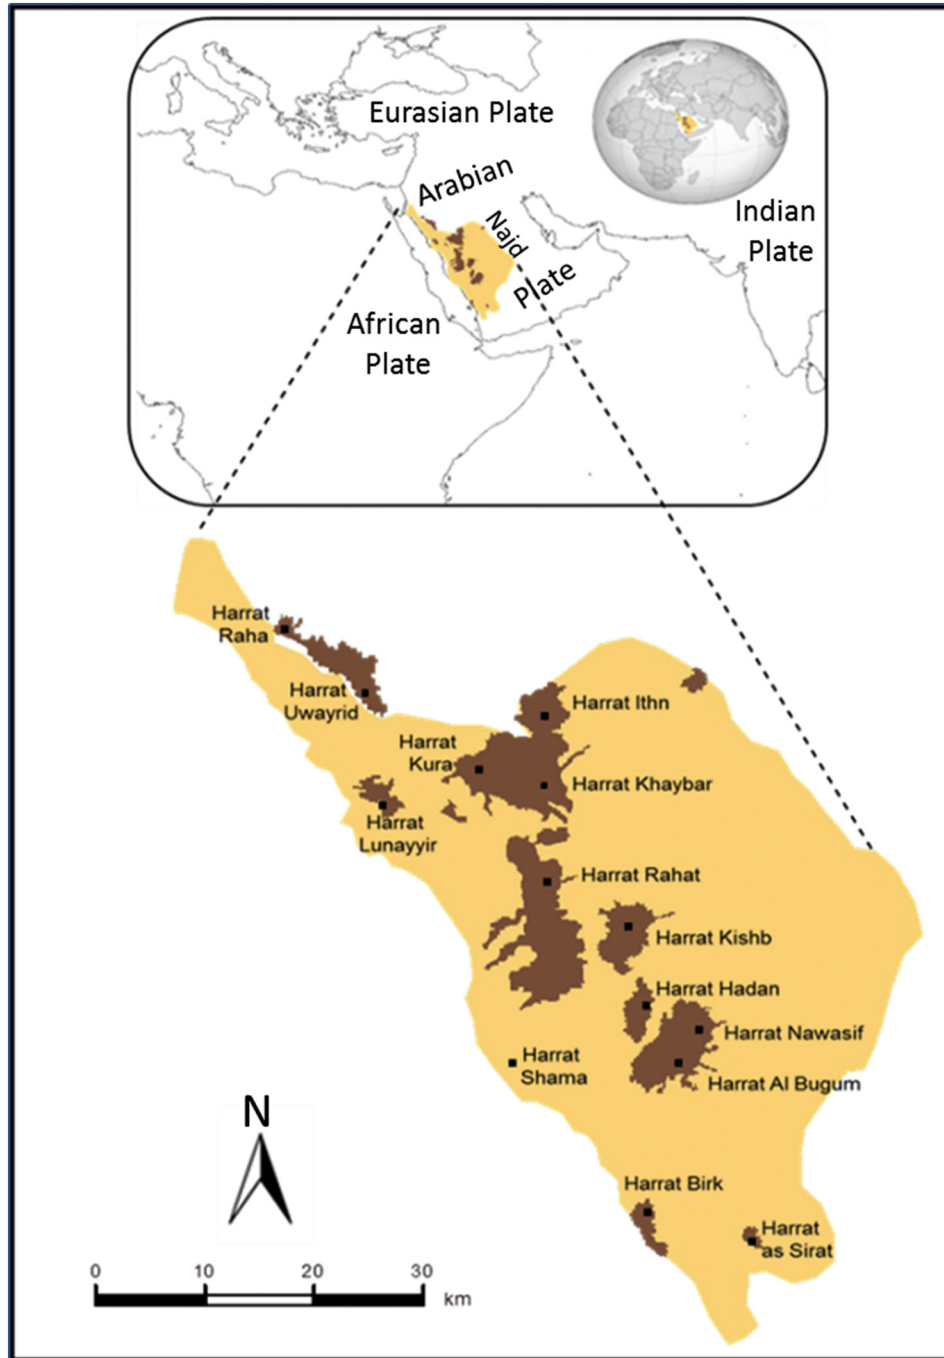 Eurasian Plate
Arabian
Najd
Plate
Indian
Plate
African
Plate
Harrat
Raha
Harrat
Uwayrid
Harrat Ithn
Harrat
Kura
Harrat Khaybar
Harrat
Lunayyir
Harrat Rahat
Harrat Kishb
Harrat Hadan
Harrat Nawasif
Harrat
Shama
Harrat Al Bugum
N
Harrat Birk
Harrat
as Sirat
0 10 20 30
km